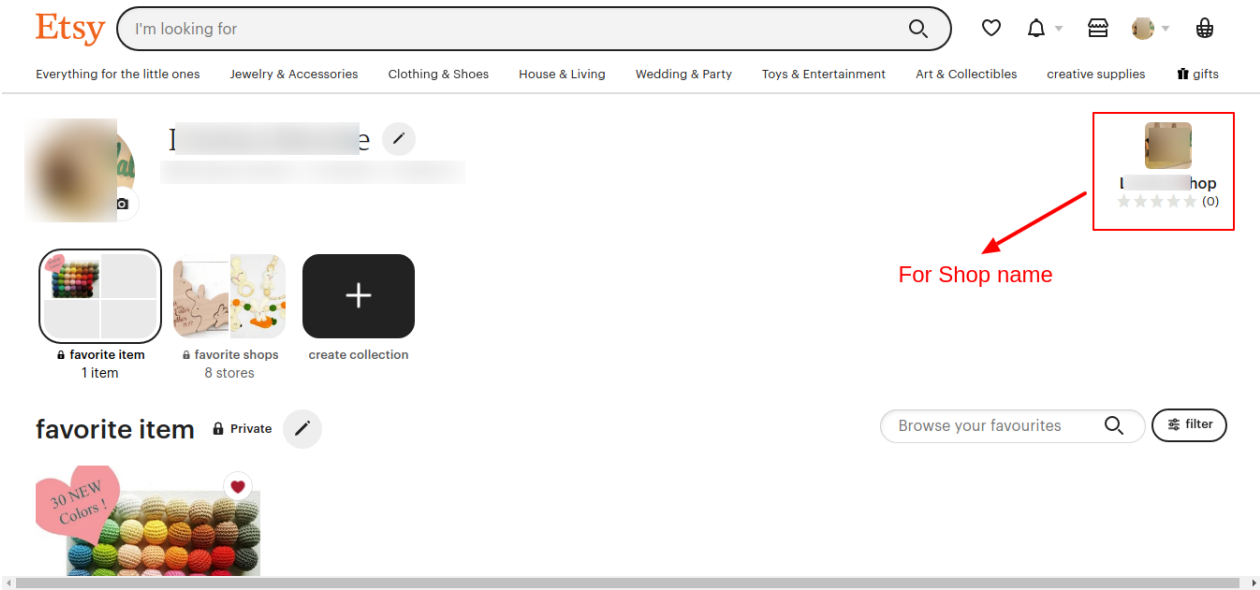 Etsy
I'm looking for
Everything for the little ones Jewelry & Accessories Clothing & Shoes House & Living Wedding & Party Toys & Entertainment Art & Collectibles creative supplies gifts
(0)
For Shop name
favorite item
1 item
favorite shops
8 stores
create collection
favorite item
Private
Browse your favourites
filter
30 NEW
Colors !